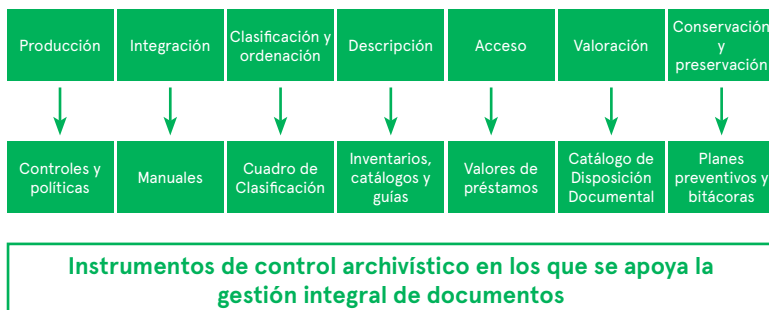 Producción
Integración
Clasificación y
ordenación
Descripción
Acceso
Valoración
Conservación
y
preservación
Controles y
políticas
Manuales
Cuadro de
Clasificación
Inventarios,
catálogos y
guías
Valores de
préstamos
Catálogo de
Disposición
Documental
Planes
preventivos y
bitácoras
Instrumentos de control archivístico en los que se apoya la
gestión integral de documentos